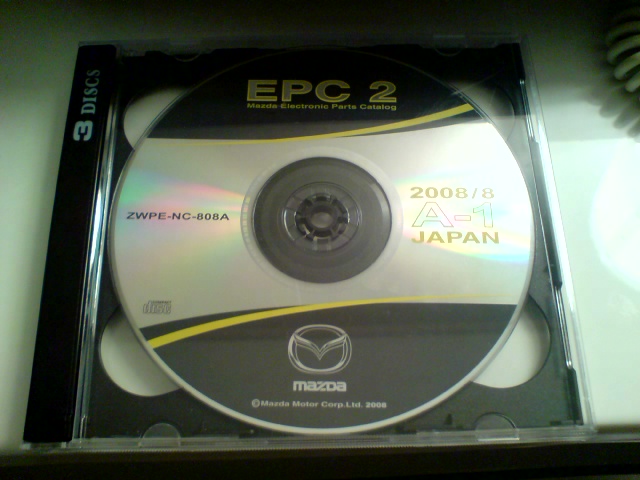 3 DISCS
EPC 2
Mazda Electronic Parts Catalog
2008/8
A-1
JAPAN
ZWPE-NC-808A
mazda
©Mazda Motor Corp.Ltd. 2008